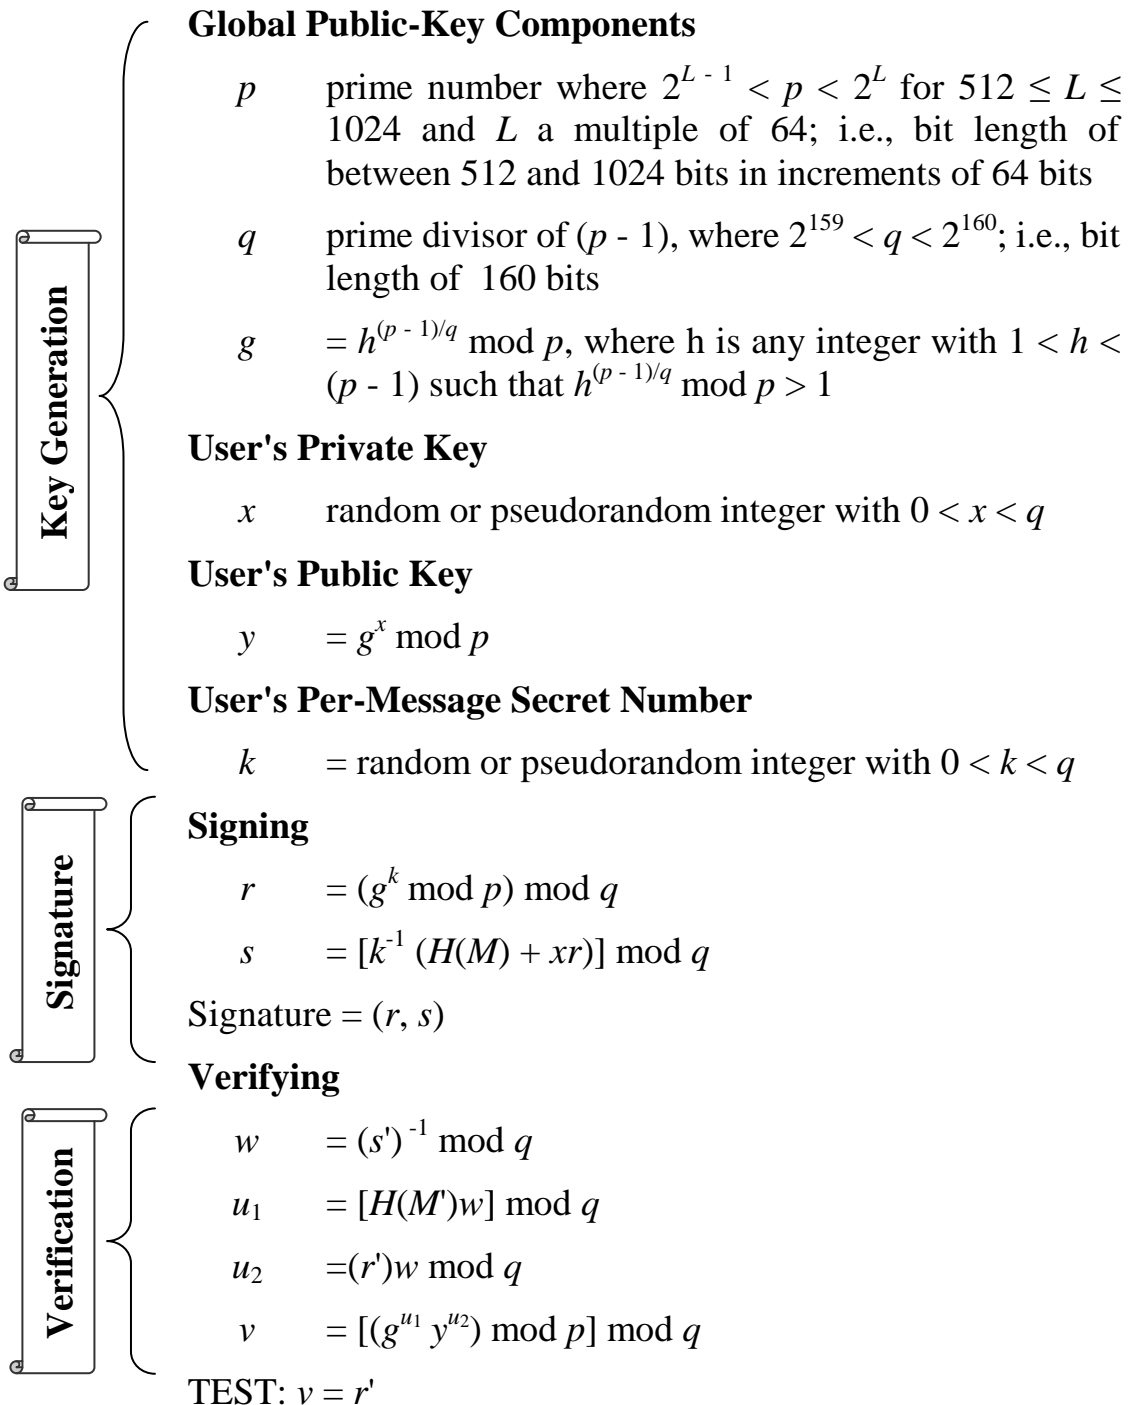 Global Public-Key Components
p prime number where 2^{L - 1} < p < 2^L for 512 ≤ L ≤
1024 and L a multiple of 64; i.e., bit length of
between 512 and 1024 bits in increments of 64 bits
q prime divisor of (p - 1), where 2^{159} < q < 2^{160}; i.e., bit
length of 160 bits
g = h^{(p - 1)/q} mod p, where h is any integer with 1 < h <
(p - 1) such that h^{(p - 1)/q} mod p > 1
User's Private Key
x random or pseudorandom integer with 0 < x < q
User's Public Key
y = g^x mod p
User's Per-Message Secret Number
k = random or pseudorandom integer with 0 < k < q
Key Generation
Signing
r = (g^k mod p) mod q
s = [k^{-1} (H(M) + xr)] mod q
Signature = (r, s)
Signature
Verifying
w = (s')^{-1} mod q
u_1 = [H(M')w] mod q
u_2 =(r')w mod q
v = [(g^{u_1} y^{u_2}) mod p] mod q
TEST: v = r'
Verification